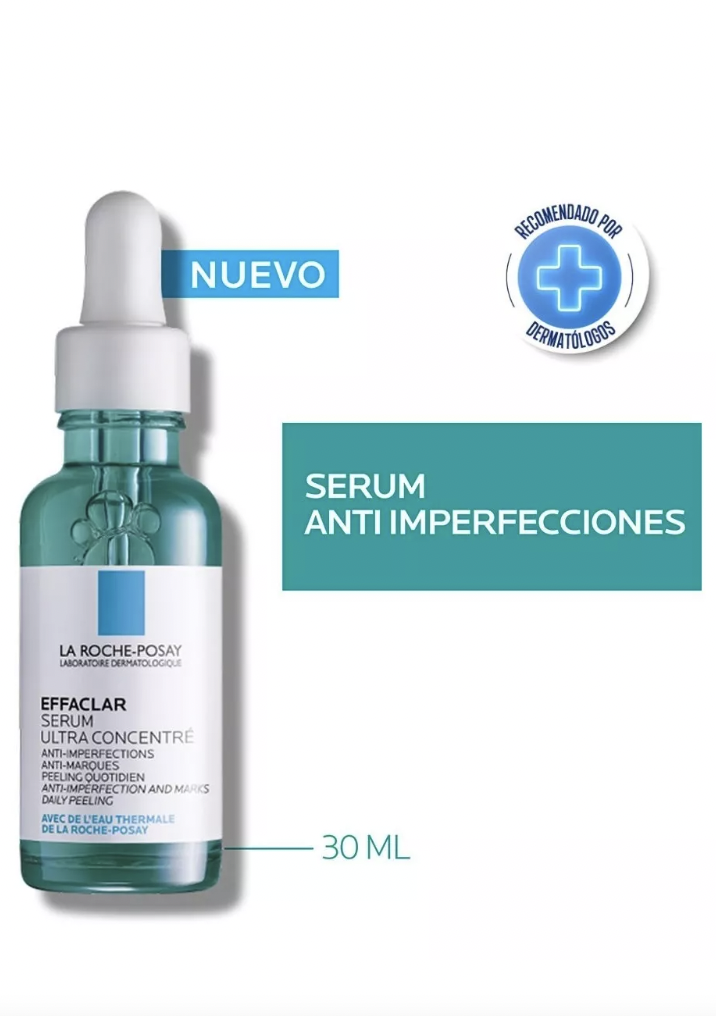 NUEVO
RECOMENDADO POR
DERMATÓLOGOS
SERUM
ANTI IMPERFECCIONES
LA ROCHE-POSAY
LABORATOIRE DERMATOLOGIQUE
EFFACLAR
SERUM
ULTRA CONCENTRÉ
ANTI-IMPERFECTIONS
ANTI-MARQUES
PEELING QUOTIDIEN
ANTI-IMPERFECTION AND MARKS
DAILY PEELING
AVEC DE L'EAU THERMALE
DE LA ROCHE-POSAY
30 ML